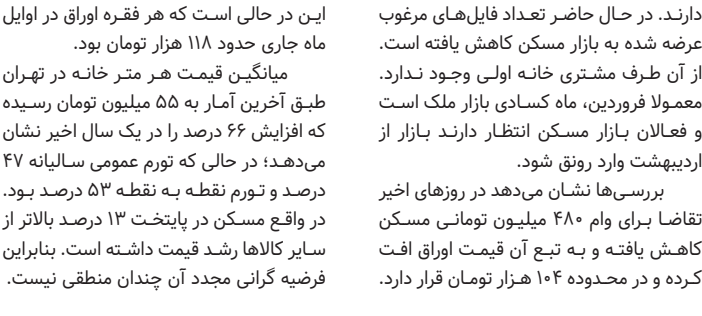 دارند. در حال حاضر تعداد فایل‌های مرغوب
عرضه شده به بازار مسکن کاهش یافته است.
از آن طرف مشتری خانه اولی وجود ندارد.
معمولا فروردین، ماه کسادی بازار ملک است
و فعالان بازار مسکن انتظار دارند بازار از
اردیبهشت وارد رونق شود.
بررسی‌ها نشان می‌دهد در روزهای اخیر
تقاضا برای وام ۴۸۰ میلیون تومانی مسکن
کاهش یافته و به تبع آن قیمت اوراق افت
کرده و در محدوده ۱۰۴ هزار تومان قرار دارد.
این در حالی است که هر فقره اوراق در اوایل
ماه جاری حدود ۱۱۸ هزار تومان بود.
میانگین قیمت هر متر خانه در تهران
طبق آخرین آمار به ۵۵ میلیون تومان رسیده
که افزایش ۶۶ درصد را در یک سال اخیر نشان
می‌دهد؛ در حالی که تورم عمومی سالیانه ۴۷
درصد و تورم نقطه به نقطه ۵۳ درصد بود.
در واقع مسکن در پایتخت ۱۳ درصد بالاتر از
سایر کالاها رشد قیمت داشته است. بنابراین
فرضیه گرانی مجدد آن چندان منطقی نیست.